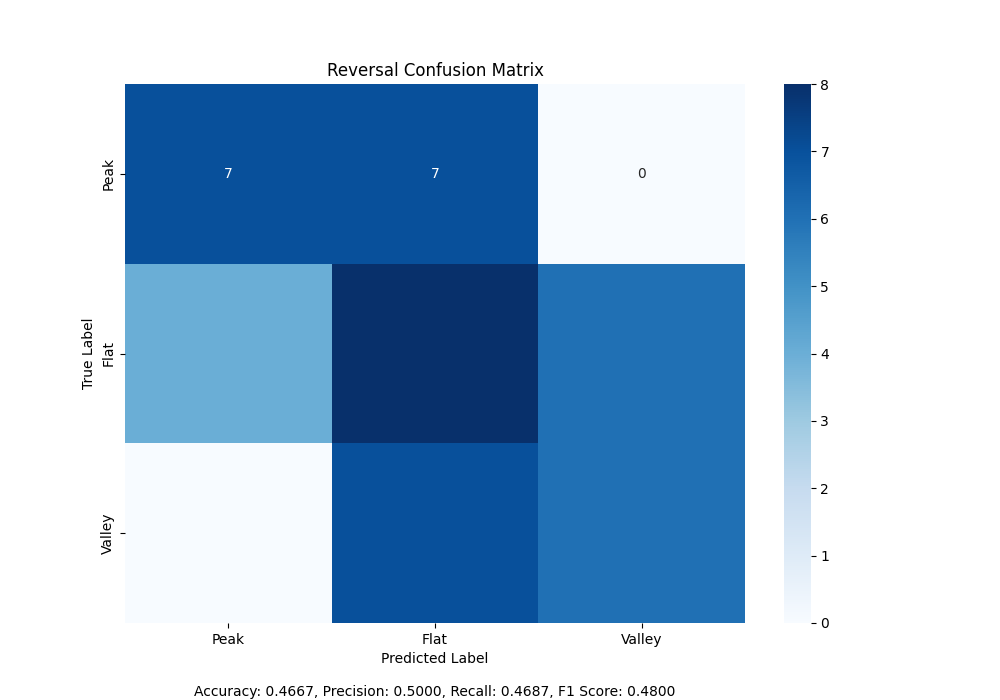 Reversal Confusion Matrix
8
7
6
5
4
3
2
1
0
True Label
Peak
Flat
Valley
7 7 0
Peak Flat Valley
Predicted Label
Accuracy: 0.4667, Precision: 0.5000, Recall: 0.4687, F1 Score: 0.4800